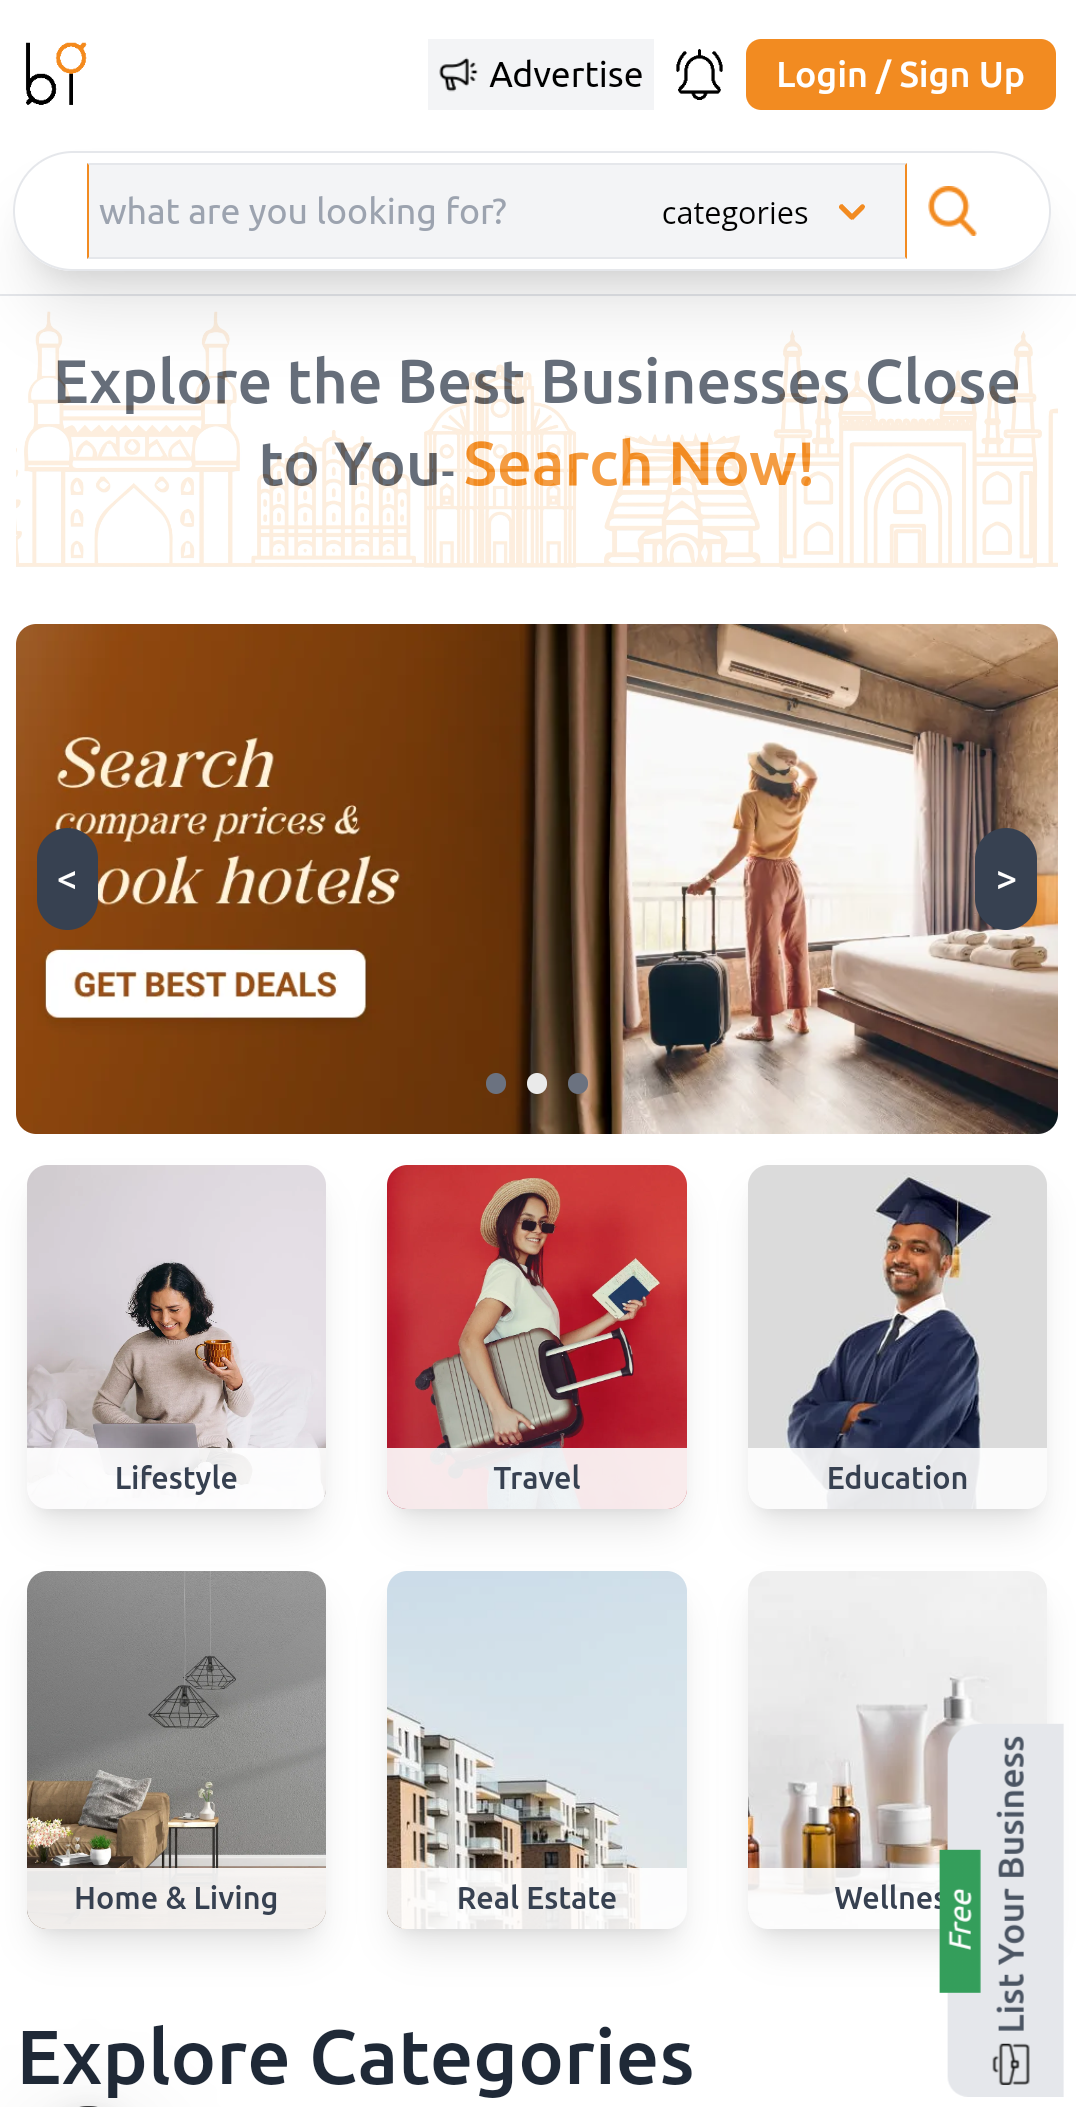 bi
Advertise
Login / Sign Up
what are you looking for?
categories
Explore the Best Businesses Close
to You- Search Now!
Search
compare prices &
ook hotels
GET BEST DEALS
<
>
Lifestyle
Travel
Education
Home & Living
Real Estate
Wellnes
Free
List Your Business
Explore Categories